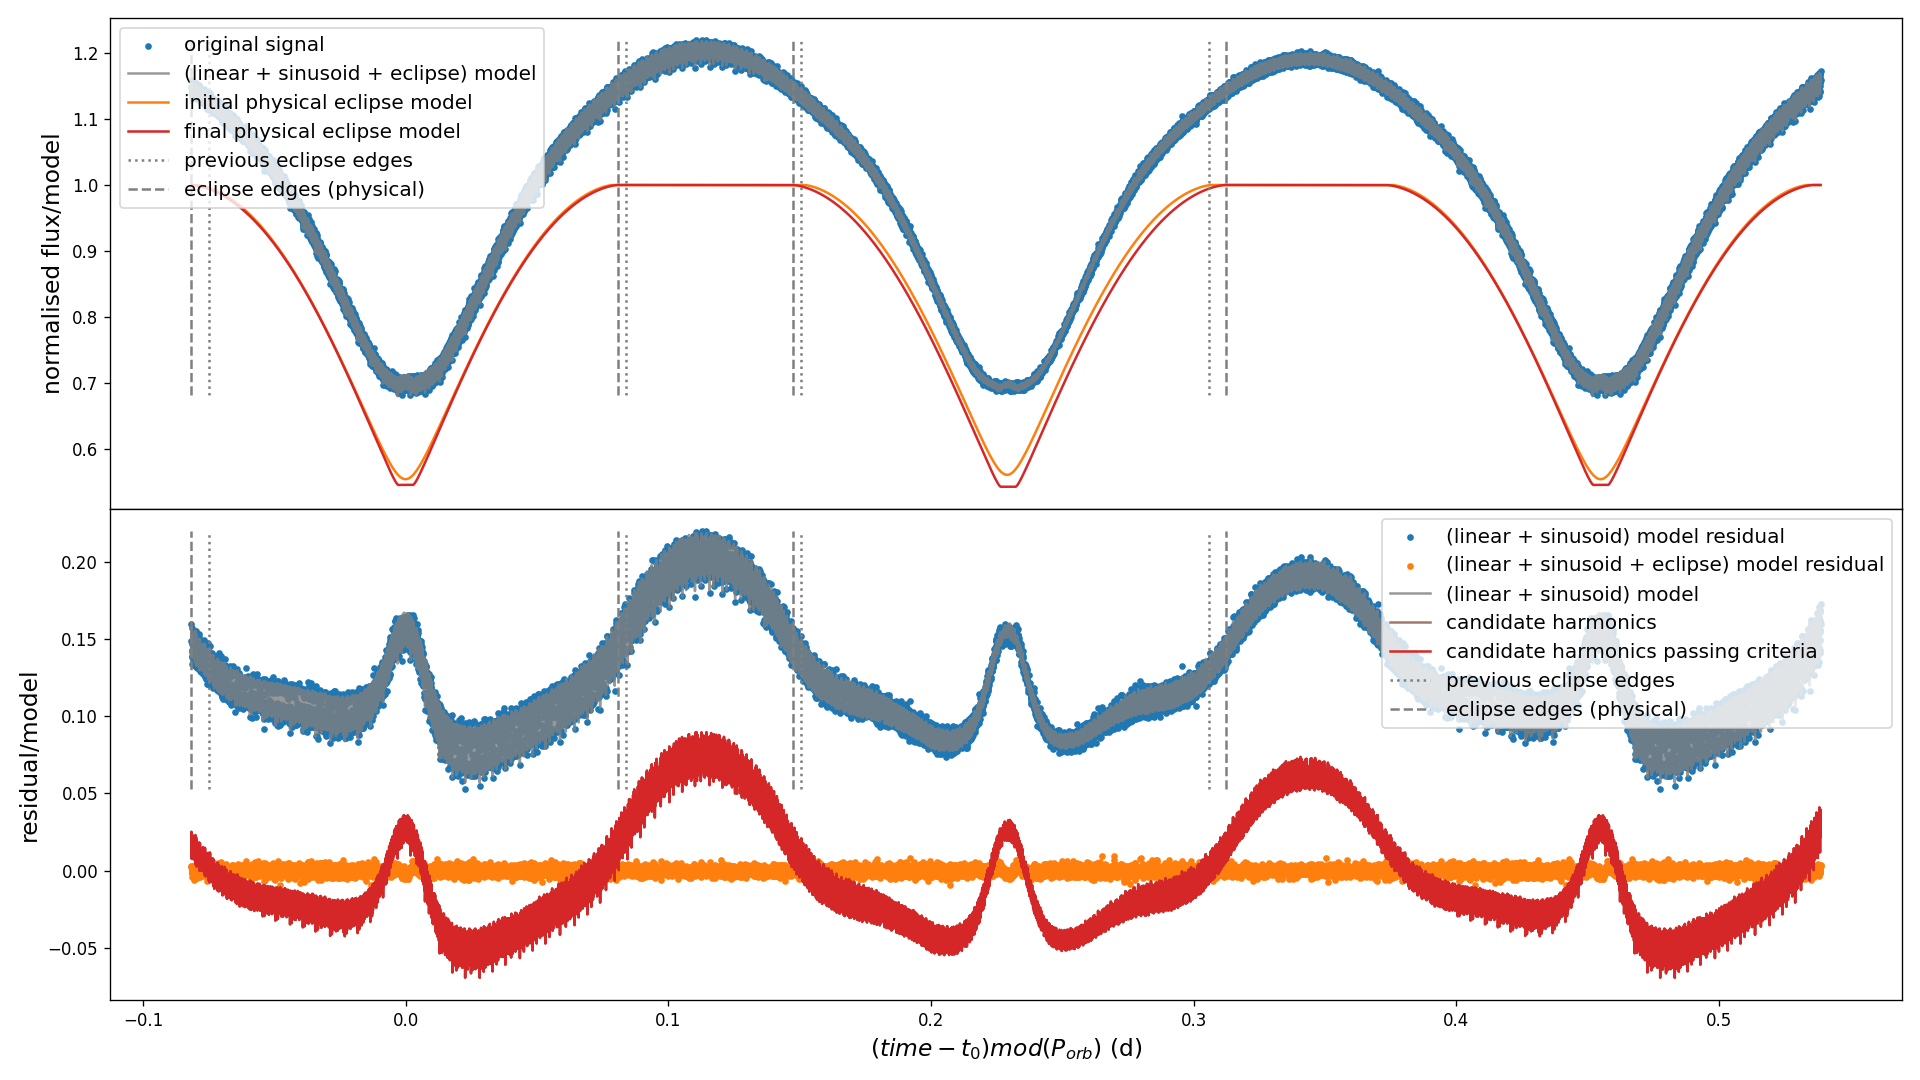 original signal
(linear + sinusoid + eclipse) model
initial physical eclipse model
final physical eclipse model
previous eclipse edges
eclipse edges (physical)
normalised flux/model
1.2
1.1
1.0
0.9
0.8
0.7
0.6
(linear + sinusoid) model residual
(linear + sinusoid + eclipse) model residual
(linear + sinusoid) model
candidate harmonics
candidate harmonics passing criteria
previous eclipse edges
eclipse edges (physical)
residual/model
0.20
0.15
0.10
0.05
0.00
−0.05
−0.1 0.0 0.1 0.2 0.3 0.4 0.5
(time − t₀)mod(Pₒᵣb) (d)